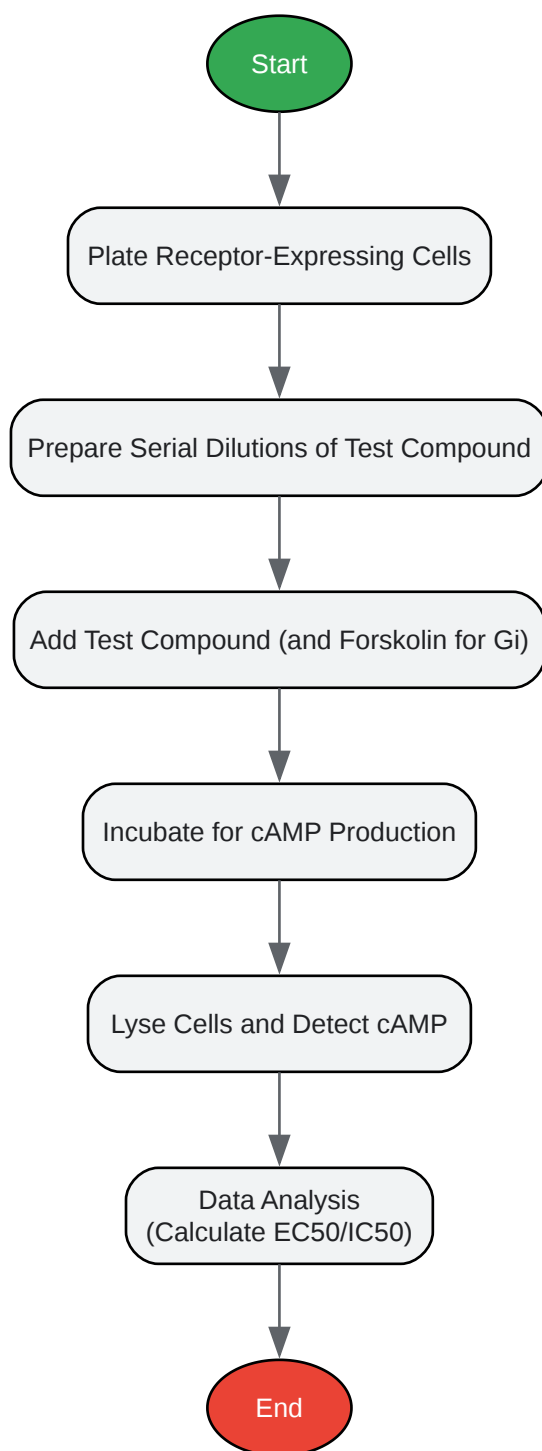 Start
Plate Receptor-Expressing Cells
Prepare Serial Dilutions of Test Compound
Add Test Compound (and Forskolin for Gi)
Incubate for cAMP Production
Lyse Cells and Detect cAMP
Data Analysis
(Calculate EC50/IC50)
End